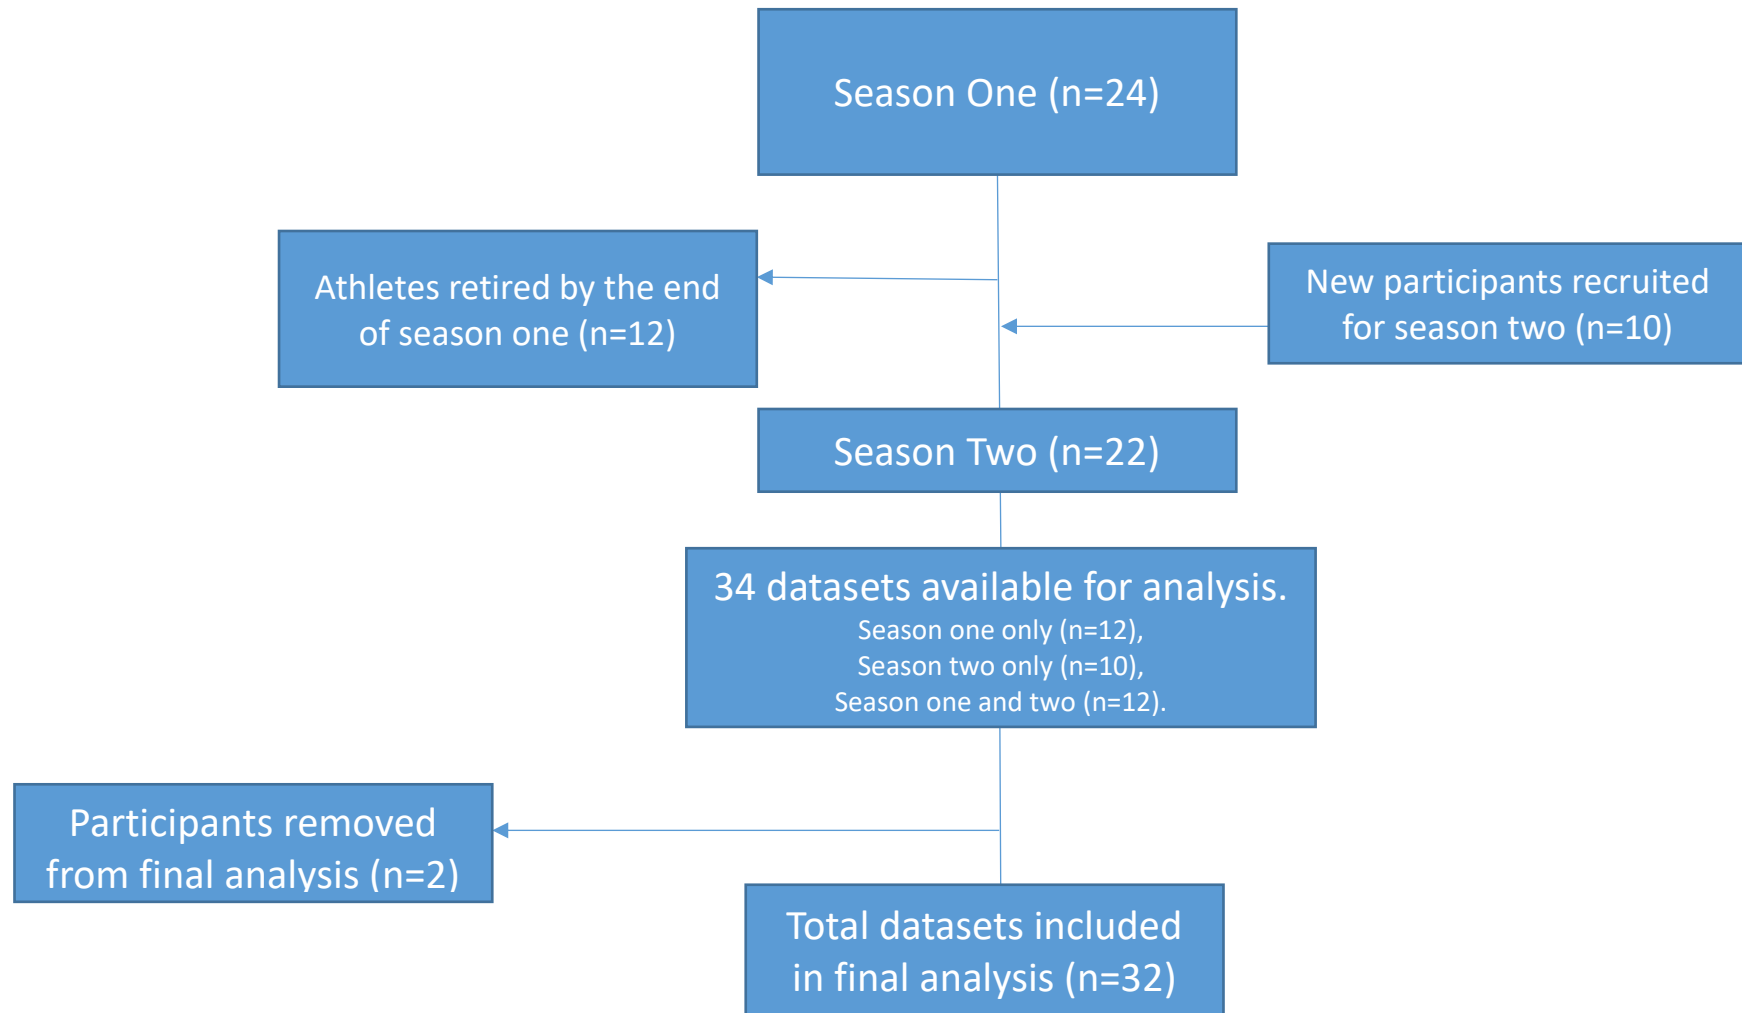 Season One (n=24)
Athletes retired by the end
of season one (n=12)
New participants recruited
for season two (n=10)
Season Two (n=22)
34 datasets available for analysis.
Season one only (n=12),
Season two only (n=10),
Season one and two (n=12).
Participants removed
from final analysis (n=2)
Total datasets included
in final analysis (n=32)